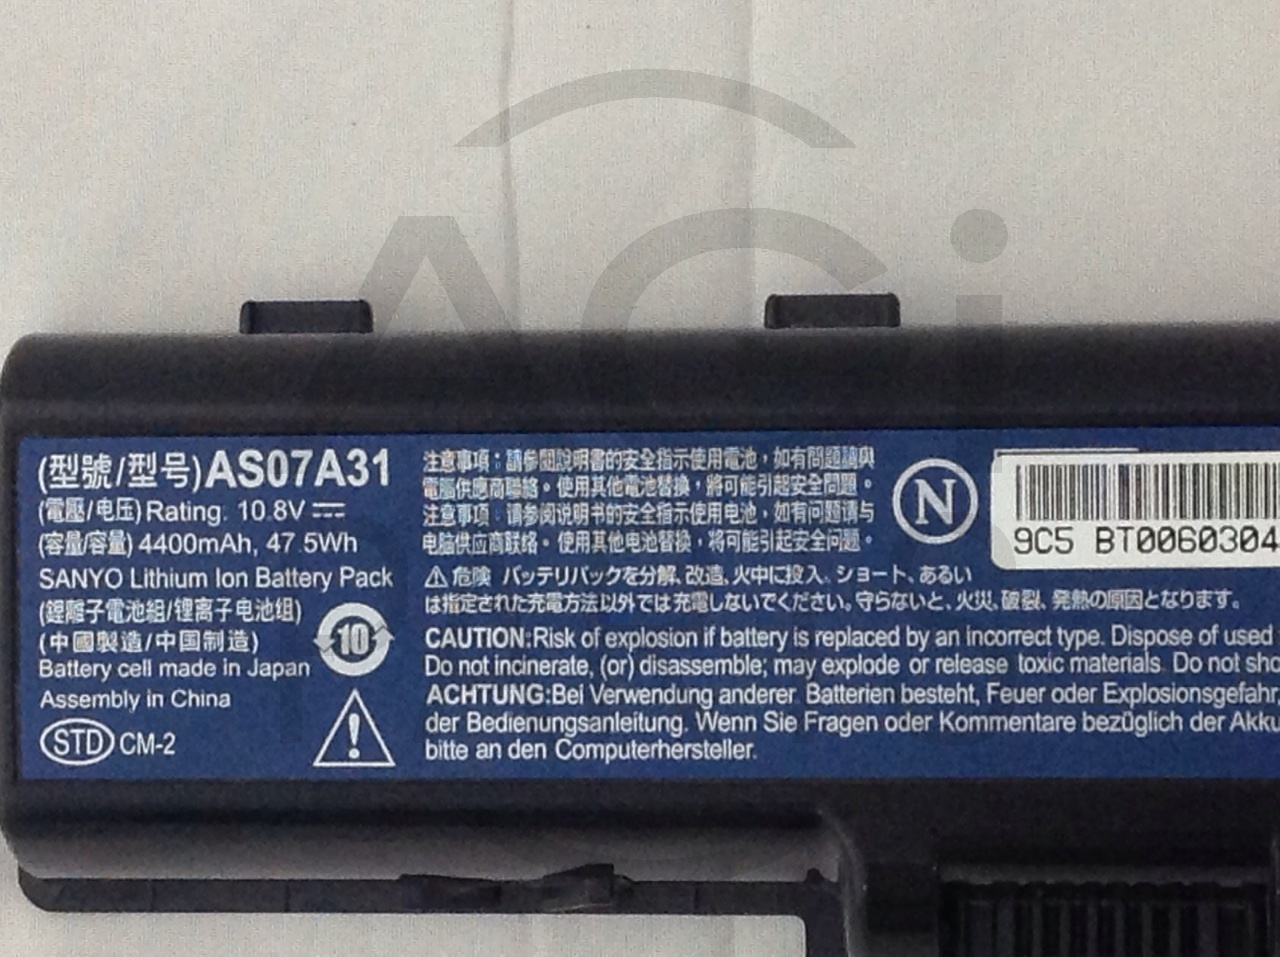 ACi
(型號/型号)AS07A31
(電壓/电压) Rating. 10.8V
(容量/容量) 4400mAh, 47.5Wh
SANYO Lithium Ion Battery Pack
(鋰離子電池組/锂离子电池组)
(中國製造/中国制造)
10
Battery cell made in Japan
Assembly in China
STD CM-2
注意事項：請參閱說明書的安全指示使用電池，如有問題請與
電腦供應商聯絡。使用其他電池替換，將可能引起安全問題。
注意事项：请参阅说明书的安全指示使用电池，如有问题请与
电脑供应商联络。使用其他电池替换，将可能引起安全问题。
⚠危険 バッテリパックを分解、改造、火中に投入、ショート、あるい
は指定された充電方法以外では充電しないでください。守らないと、火災、破裂、発熱の原因となります。
CAUTION:Risk of explosion if battery is replaced by an incorrect type. Dispose of used
Do not incinerate, (or) disassemble; may explode or release toxic materials. Do not sho
ACHTUNG:Bei Verwendung anderer Batterien besteht, Feuer oder Explosionsgefahr
der Bedienungsanleitung. Wenn Sie Fragen oder Kommentare bezüglich der Akku
bitte an den Computerhersteller.
N
9C5 BT0060304